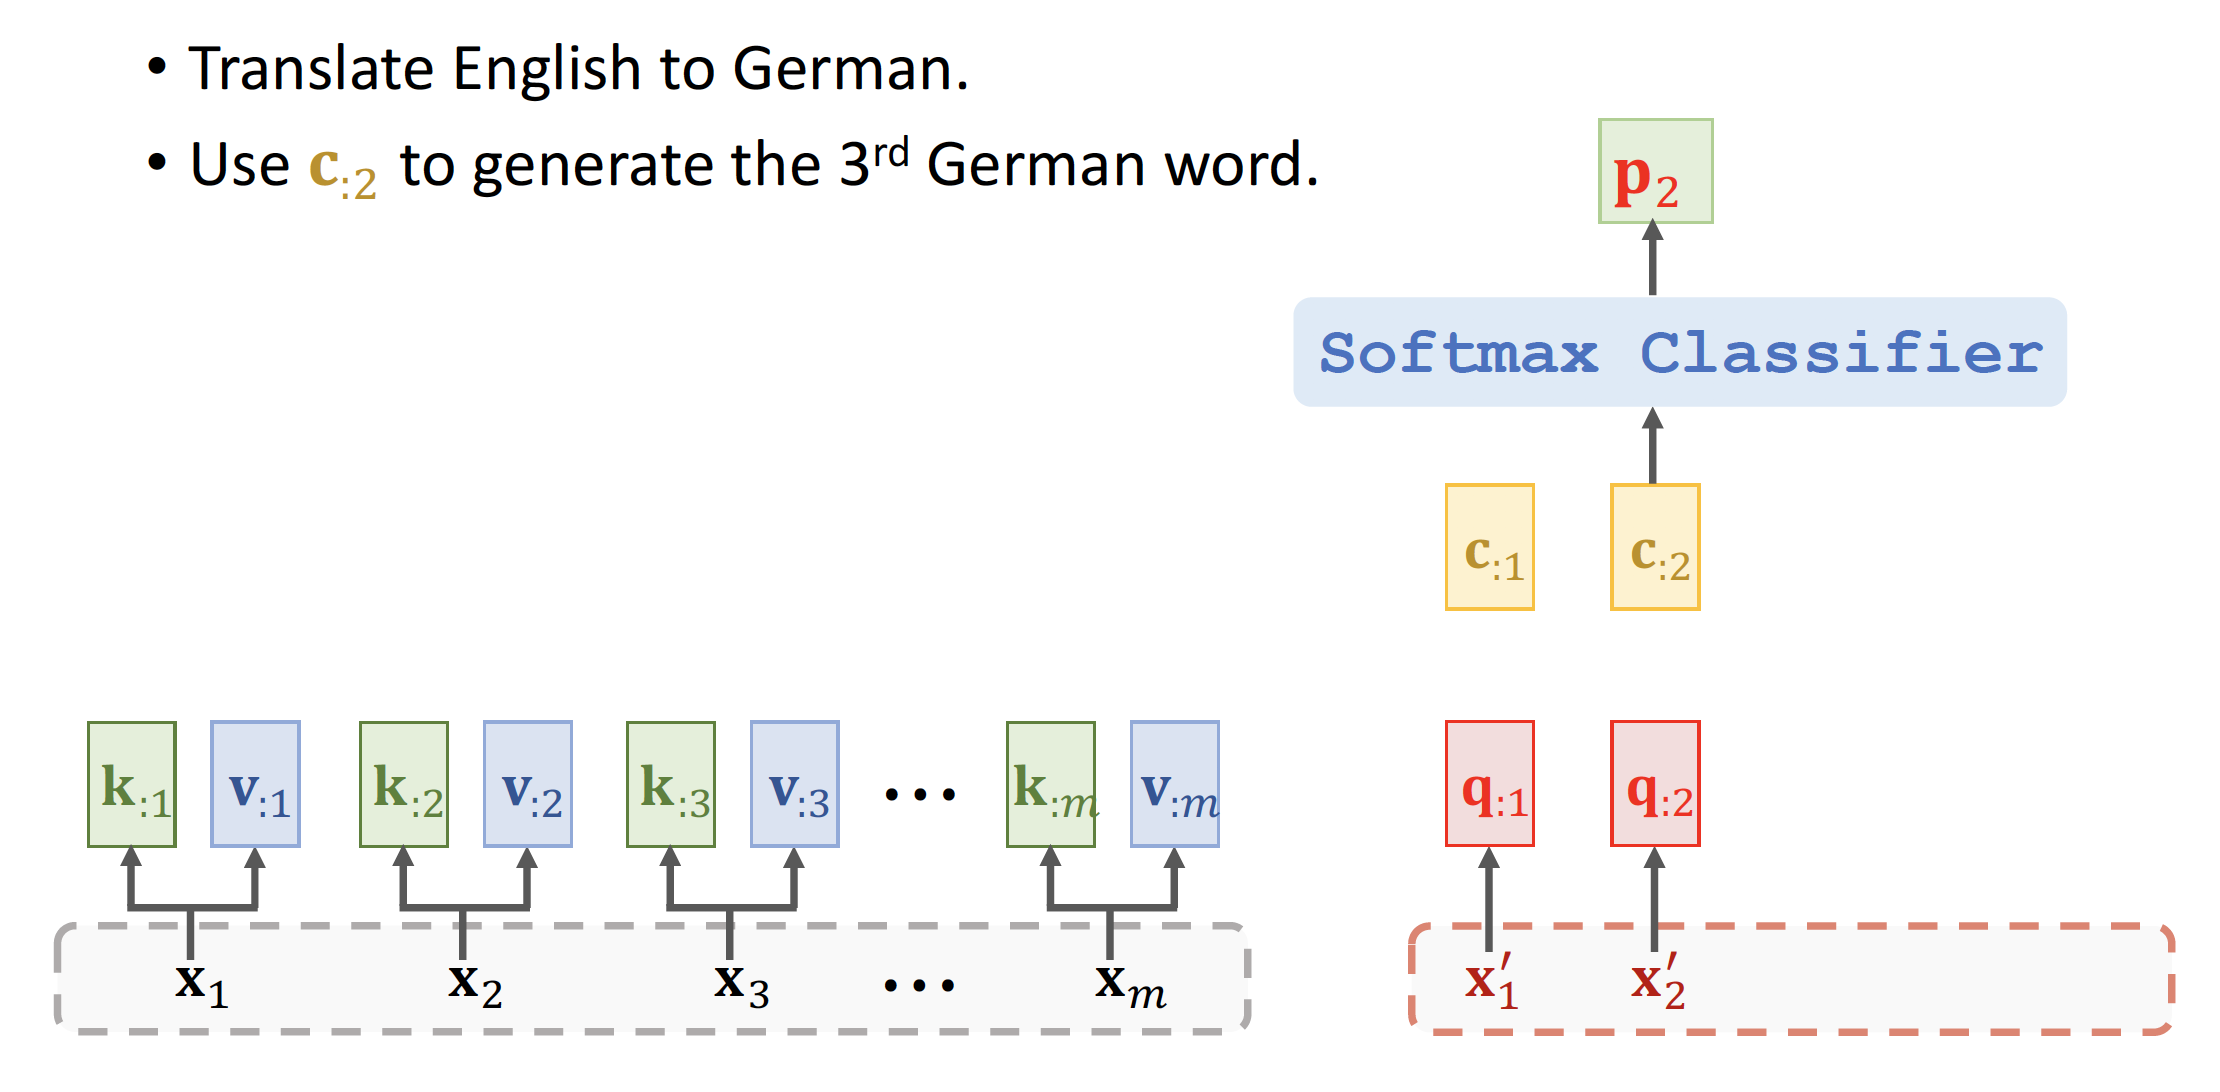 • Translate English to German.
• Use c:2 to generate the 3rd German word.
p2
Softmax Classifier
c:1 c:2
k:1 v:1 k:2 v:2 k:3 v:3 ... k:m v:m q:1 q:2
x1 x2 x3 ... xm x′1 x′2